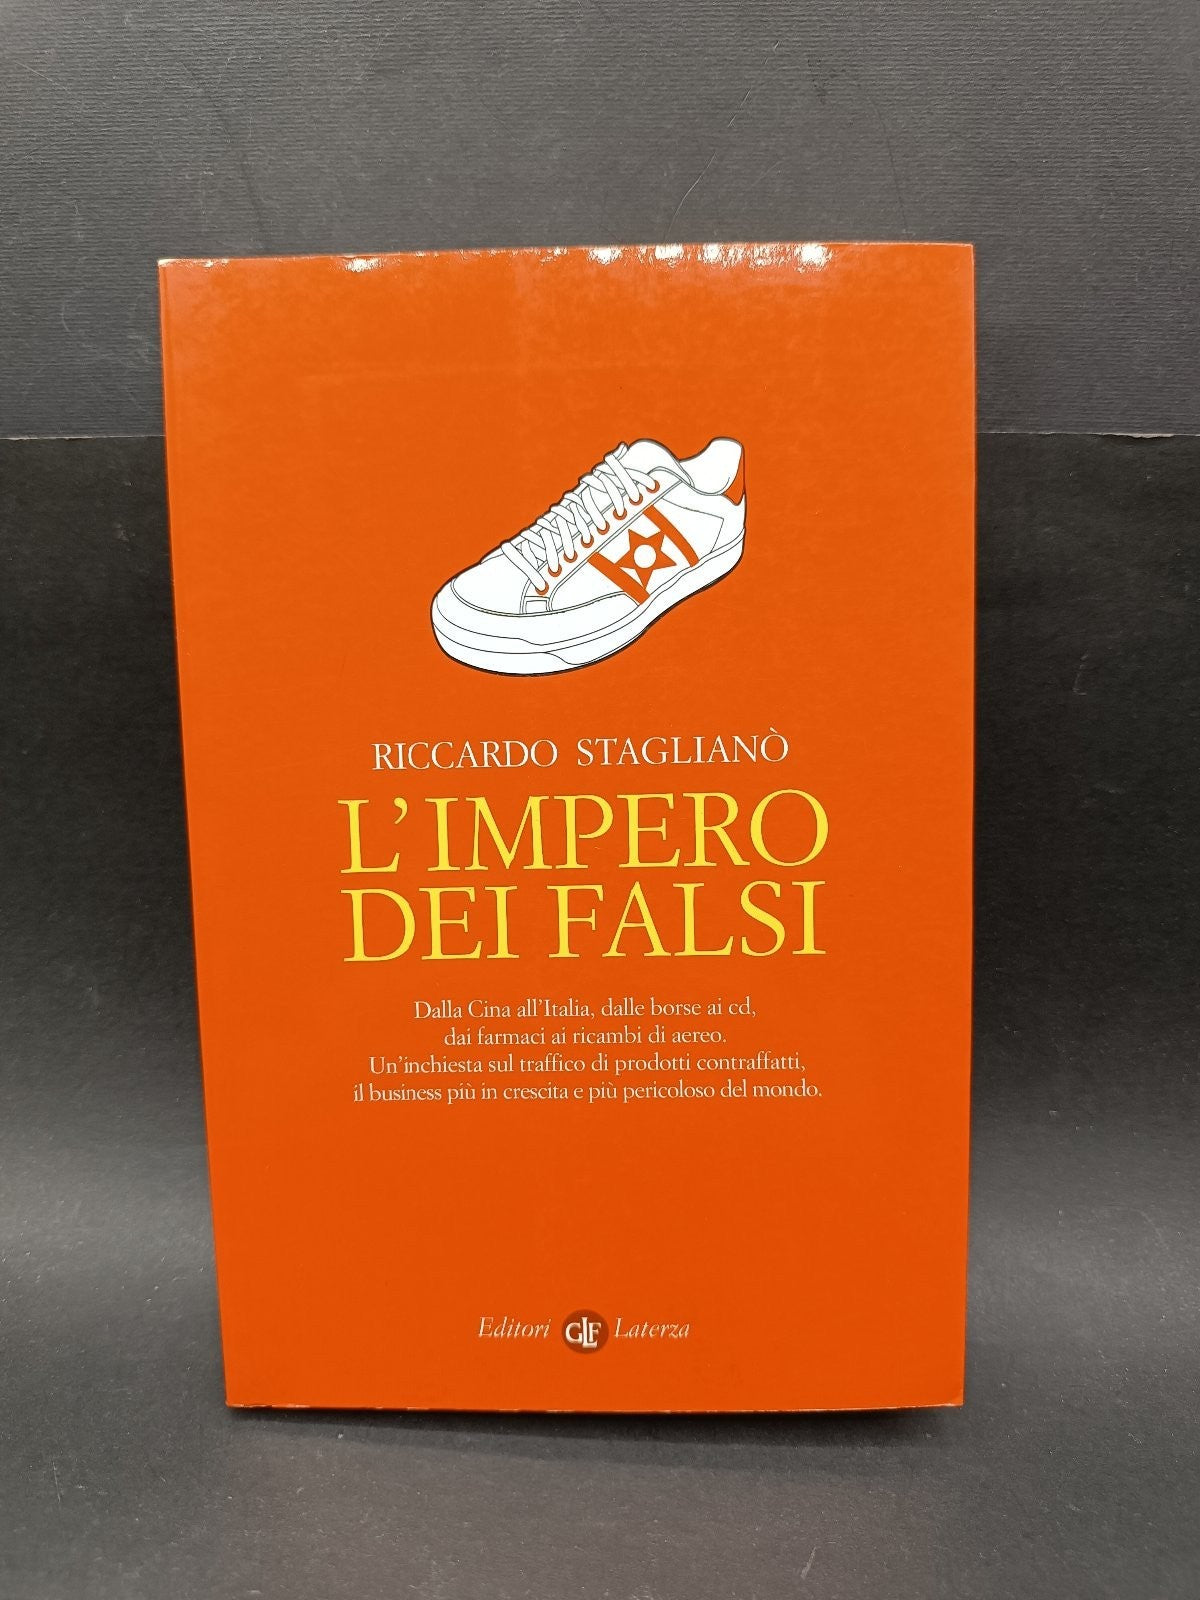 RICCARDO STAGLIANÒ
L'IMPERO
DEI FALSI
Dalla Cina all'Italia, dalle borse ai cd,
dai farmaci ai ricambi di aereo.
Un'inchiesta sul traffico di prodotti contraffatti,
il business più in crescita e più pericoloso del mondo.
Editori GLF Laterza